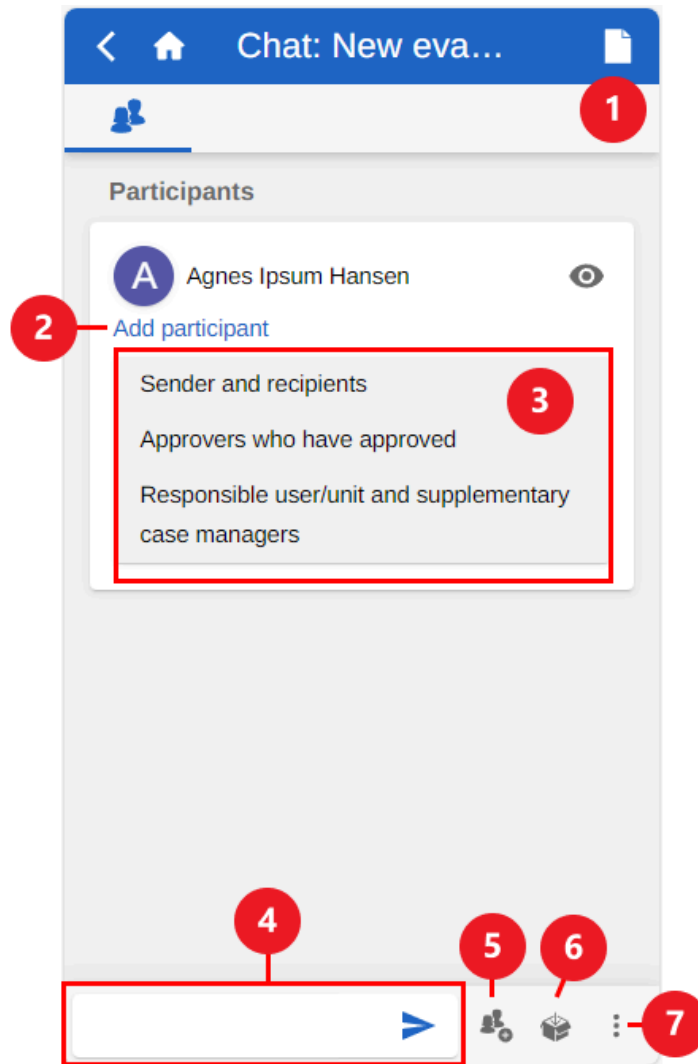 Chat: New eva...
1
Participants
A
Agnes Ipsum Hansen
2
Add participant
Sender and recipients
3
Approvers who have approved
Responsible user/unit and supplementary
case managers
4
5
6
7